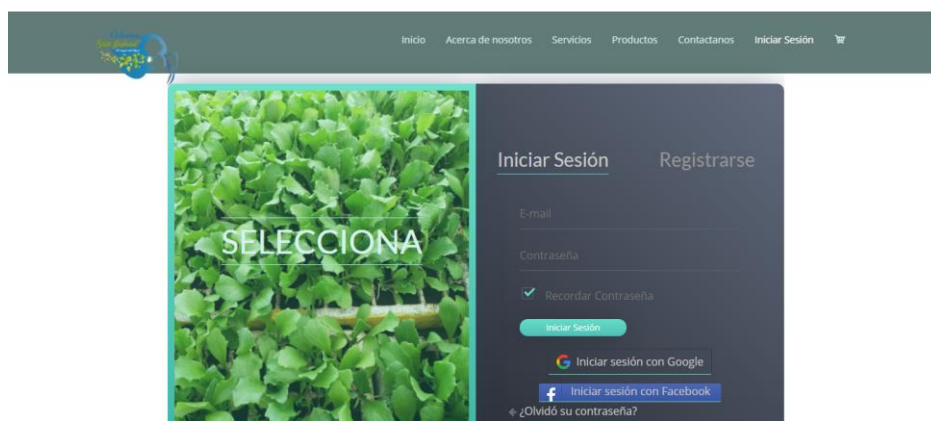 Inicio Acerca de nosotros Servicios Productos Contactanos Iniciar Sesión
SELECCIONA
Iniciar Sesión Registrarse
E-mail
Contraseña
Recordar Contraseña
Iniciar Sesión
Iniciar sesión con Google
Iniciar sesión con Facebook
¿Olvidó su contraseña?